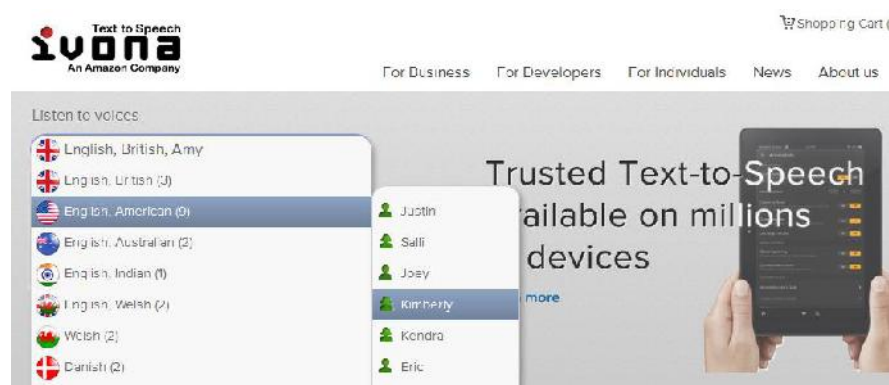 Text to Speech
ivona
An Amazon Company
Shopping Cart (
For Business For Developers For Individuals News About us
Listen to voices
English, British, Amy
English, British (3)
English, American (9)
English, Australian (2)
English, Indian (1)
English, Welsh (2)
Welsh (2)
Danish (2)
Justin
Salli
Joey
Kimberly
Kendra
Eric
Trusted Text-to-Speech
ailable on millions
devices
more